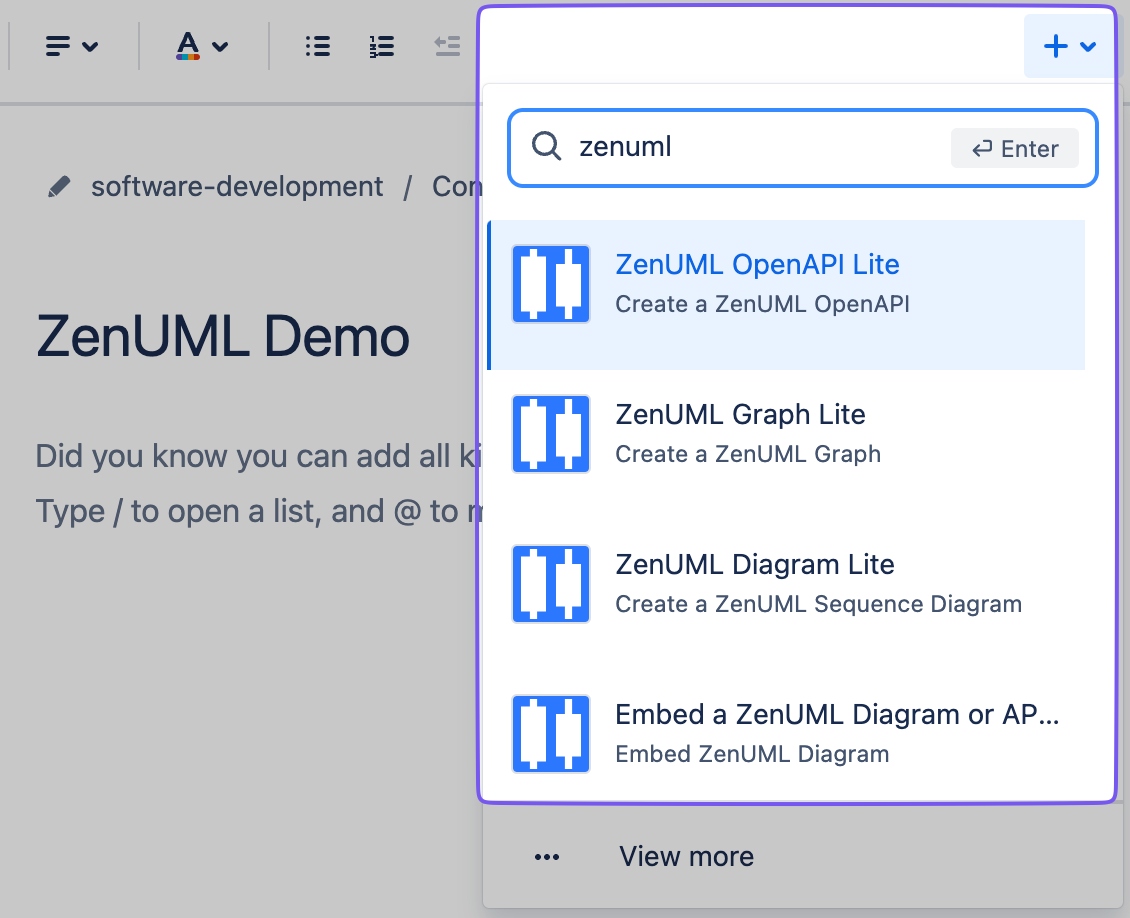 zenuml
Enter
software-development / Con
ZenUML OpenAPI Lite
Create a ZenUML OpenAPI
ZenUML Demo
ZenUML Graph Lite
Create a ZenUML Graph
Did you know you can add all ki
Type / to open a list, and @ to m
ZenUML Diagram Lite
Create a ZenUML Sequence Diagram
Embed a ZenUML Diagram or AP...
Embed ZenUML Diagram
View more